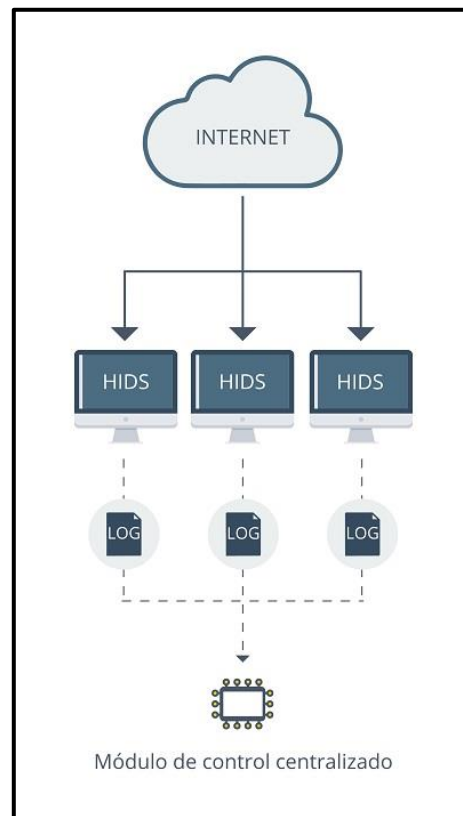 INTERNET
HIDS HIDS HIDS
LOG LOG LOG
Módulo de control centralizado